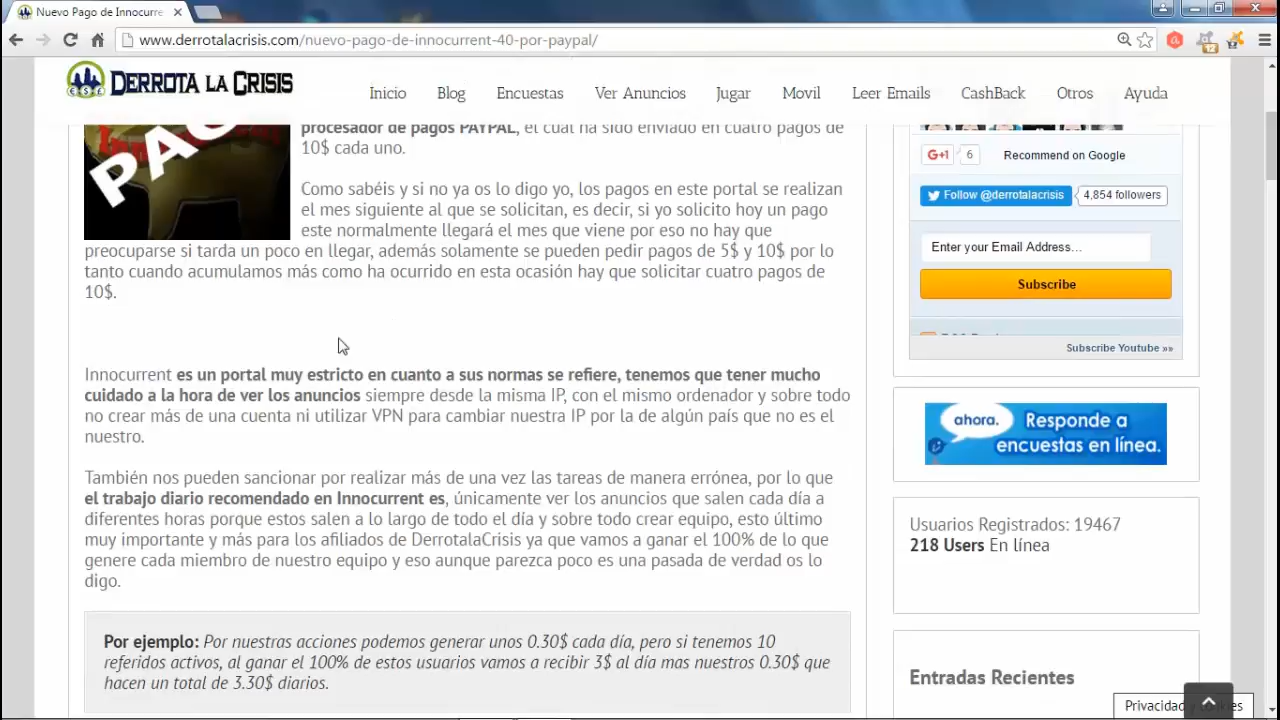 Nuevo Pago de Innocurre
www.derrotalacrisis.com/nuevo-pago-de-innocurrent-40-por-paypal/
12
DERROTA LA CRISIS
Inicio Blog Encuestas Ver Anuncios Jugar Movil Leer Emails CashBack Otros Ayuda
PAG
procesador de pagos PAYPAL, el cual ha sido enviado en cuatro pagos de
10$ cada uno.
Como sabéis y si no ya os lo digo yo, los pagos en este portal se realizan
el mes siguiente al que se solicitan, es decir, si yo solicito hoy un pago
este normalmente llegará el mes que viene por eso no hay que
preocuparse si tarda un poco en llegar, además solamente se pueden pedir pagos de 5$ y 10$ por lo
tanto cuando acumulamos más como ha ocurrido en esta ocasión hay que solicitar cuatro pagos de
10$.
Innocurrent es un portal muy estricto en cuanto a sus normas se refiere, tenemos que tener mucho
cuidado a la hora de ver los anuncios siempre desde la misma IP, con el mismo ordenador y sobre todo
no crear más de una cuenta ni utilizar VPN para cambiar nuestra IP por la de algún país que no es el
nuestro.
También nos pueden sancionar por realizar más de una vez las tareas de manera errónea, por lo que
el trabajo diario recomendado en Innocurrent es, únicamente ver los anuncios que salen cada día a
diferentes horas porque estos salen a lo largo de todo el día y sobre todo crear equipo, esto último
muy importante y más para los afiliados de DerrotalaCrisis ya que vamos a ganar el 100% de lo que
genere cada miembro de nuestro equipo y eso aunque parezca poco es una pasada de verdad os lo
digo.
Por ejemplo: Por nuestras acciones podemos generar unos 0.30$ cada día, pero si tenemos 10
referidos activos, al ganar el 100% de estos usuarios vamos a recibir 3$ al día mas nuestros 0.30$ que
hacen un total de 3.30$ diarios.
G+1 6 Recommend on Google
Follow @derrotalacrisis 4,854 followers
Enter your Email Address...
Subscribe
Subscribe Youtube »»
ahora. Responde a
encuestas en línea.
Usuarios Registrados: 19467
218 Users En línea
Entradas Recientes
Privacidad y cookies